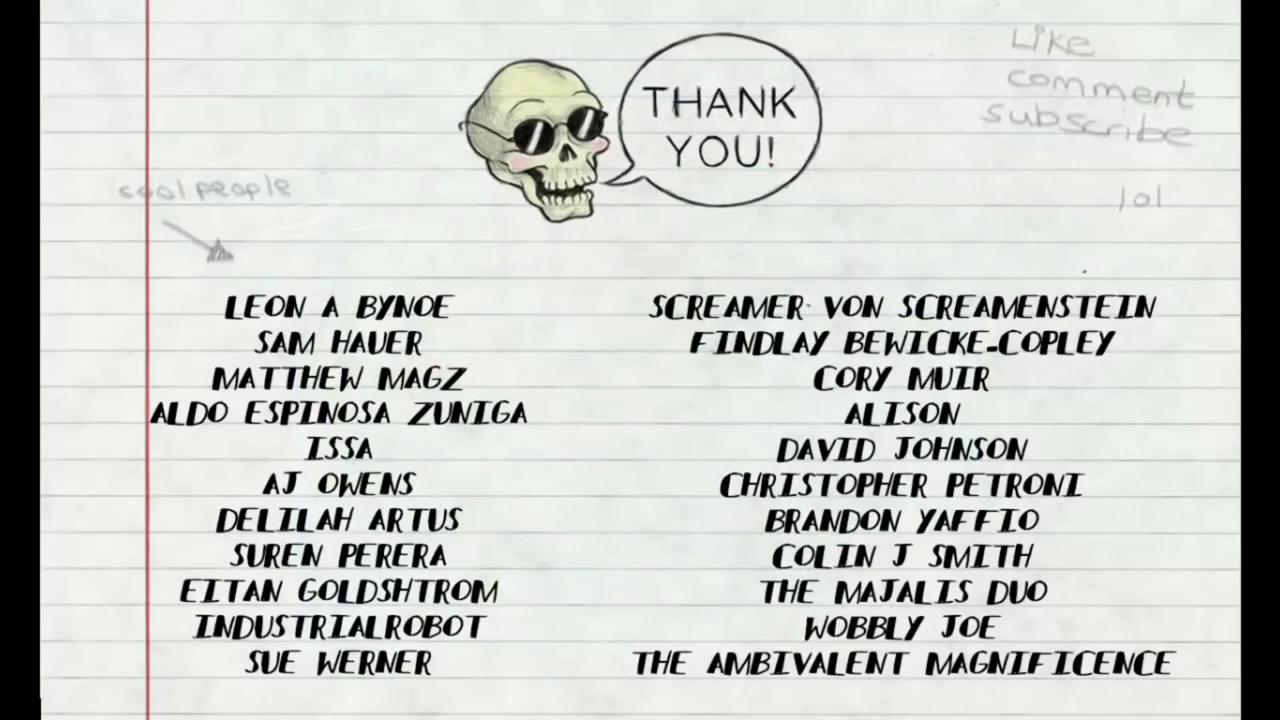 THANK
YOU!
Like
comment
subscribe
lol
cool people
LEON A BYNOE
SAM HAUER
MATTHEW MAGZ
ALDO ESPINOSA ZUNIGA
ISSA
AJ OWENS
DELILAH ARTUS
SUREN PERERA
EITAN GOLDSHTROM
INDUSTRIALROBOT
SUE WERNER
SCREAMER VON SCREAMENSTEIN
FINDLAY BEWICKE-COPLEY
CORY MUIR
ALISON
DAVID JOHNSON
CHRISTOPHER PETRONI
BRANDON YAFFIO
COLIN J SMITH
THE MAJALIS DUO
WOBBLY JOE
THE AMBIVALENT MAGNIFICENCE